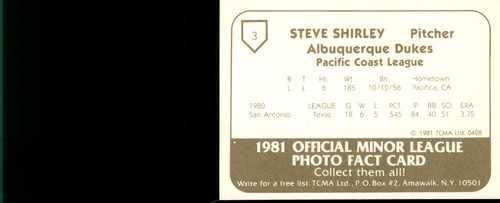 3
STEVE SHIRLEY Pitcher
Albuquerque Dukes
Pacific Coast League
B T Ht. Wt. Brn. Hometown
L L 6 185 10/12/56 Pacifica, CA
1980 LEAGUE G W L PCT IP BB SO ERA
San Antonio Texas 18 6 5 .545 84 40 51 3.75
© 1981 TCMA Ltd. 0428
1981 OFFICIAL MINOR LEAGUE
PHOTO FACT CARD
Collect them all!
Write for a free list. TCMA Ltd., P.O. Box #2, Amawalk, N.Y. 10501